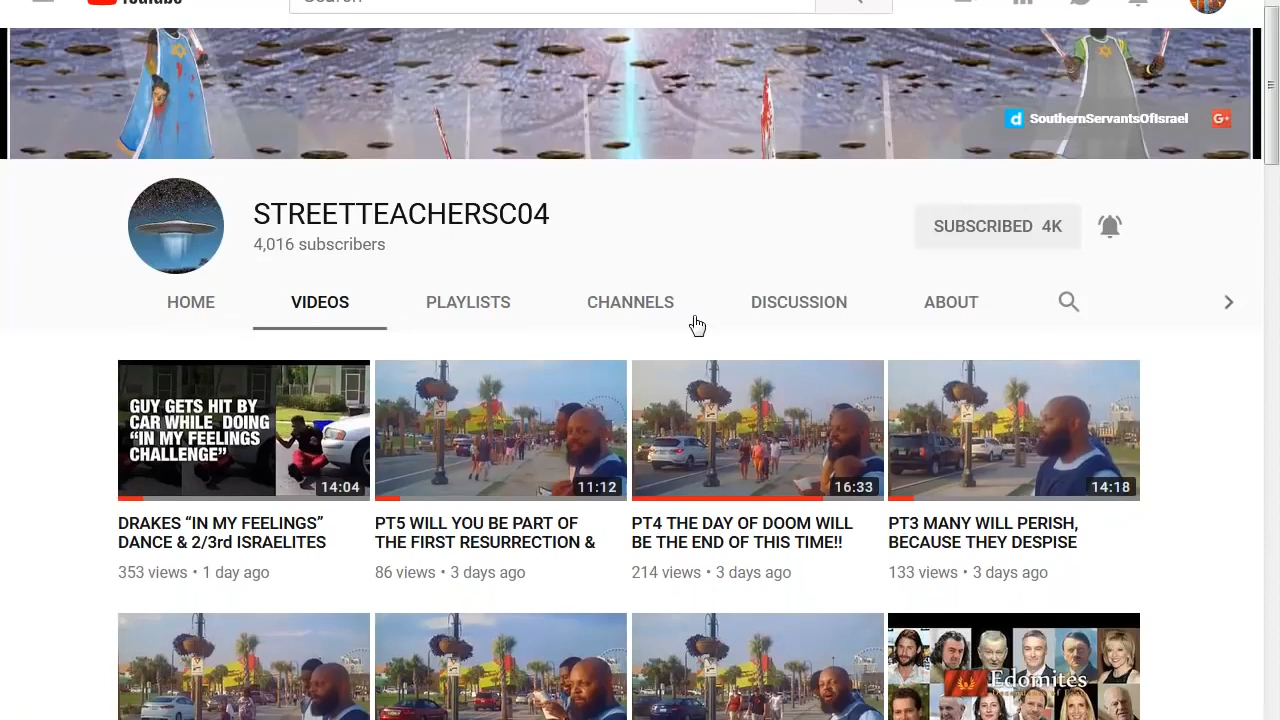 SouthernServantsOfIsrael
STREETTEACHERSC04
4,016 subscribers
SUBSCRIBED 4K
HOME VIDEOS PLAYLISTS CHANNELS DISCUSSION ABOUT
GUY GETS HIT BY
CAR WHILE DOING
“IN MY FEELINGS
CHALLENGE”
14:04 11:12 16:33 14:18
DRAKES “IN MY FEELINGS” PT5 WILL YOU BE PART OF PT4 THE DAY OF DOOM WILL PT3 MANY WILL PERISH,
DANCE & 2/3rd ISRAELITES THE FIRST RESURRECTION & BE THE END OF THIS TIME!! BECAUSE THEY DESPISE
353 views • 1 day ago 86 views • 3 days ago 214 views • 3 days ago 133 views • 3 days ago
Edomites